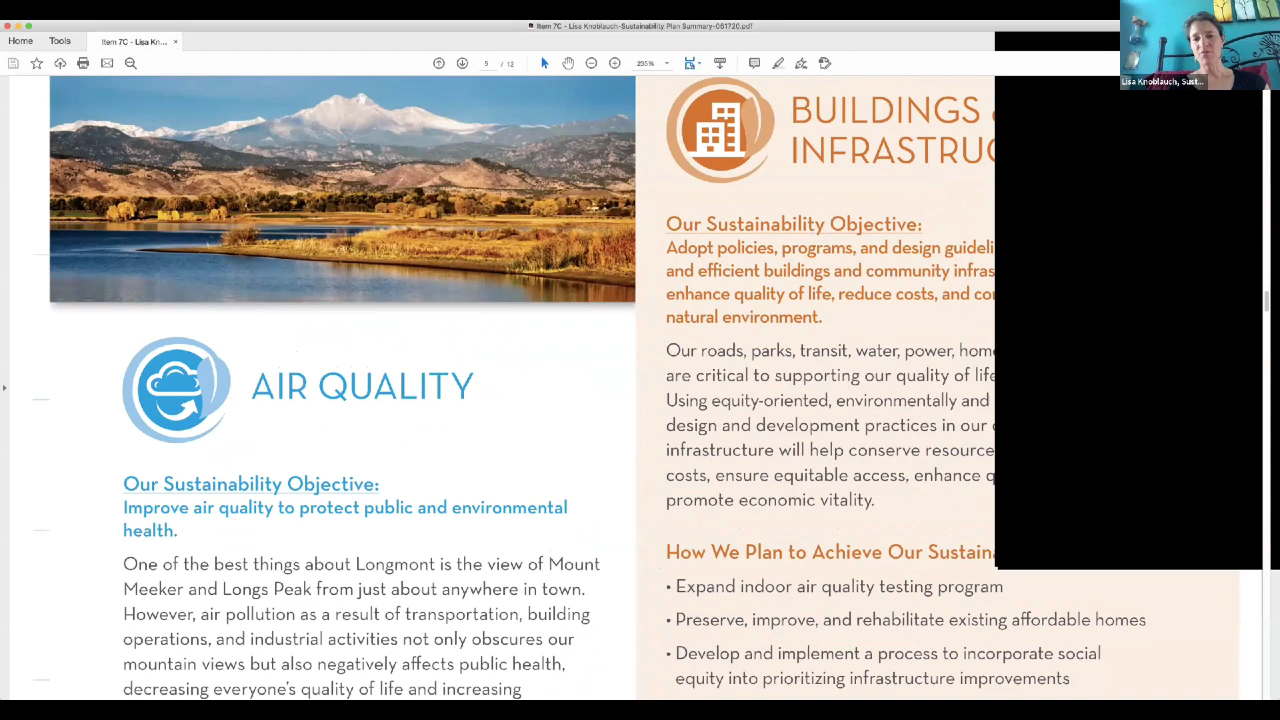 Item 7C - Lisa Knoblauch-Sustainability Plan Summary-061720.pdf
Home
Tools
Item 7C - Lisa Kn...
×
5 / 12
235%
Lisa Knoblauch, Sust...
AIR QUALITY
Our Sustainability Objective:
Improve air quality to protect public and environmental
health.
One of the best things about Longmont is the view of Mount
Meeker and Longs Peak from just about anywhere in town.
However, air pollution as a result of transportation, building
operations, and industrial activities not only obscures our
mountain views but also negatively affects public health,
decreasing everyone's quality of life and increasing
BUILDINGS
INFRASTRUC
Our Sustainability Objective:
Adopt policies, programs, and design guideli
and efficient buildings and community infras
enhance quality of life, reduce costs, and con
natural environment.
Our roads, parks, transit, water, power, home
are critical to supporting our quality of life
Using equity-oriented, environmentally and
design and development practices in our
infrastructure will help conserve resource
costs, ensure equitable access, enhance q
promote economic vitality.
How We Plan to Achieve Our Sustain
• Expand indoor air quality testing program
• Preserve, improve, and rehabilitate existing affordable homes
• Develop and implement a process to incorporate social
equity into prioritizing infrastructure improvements